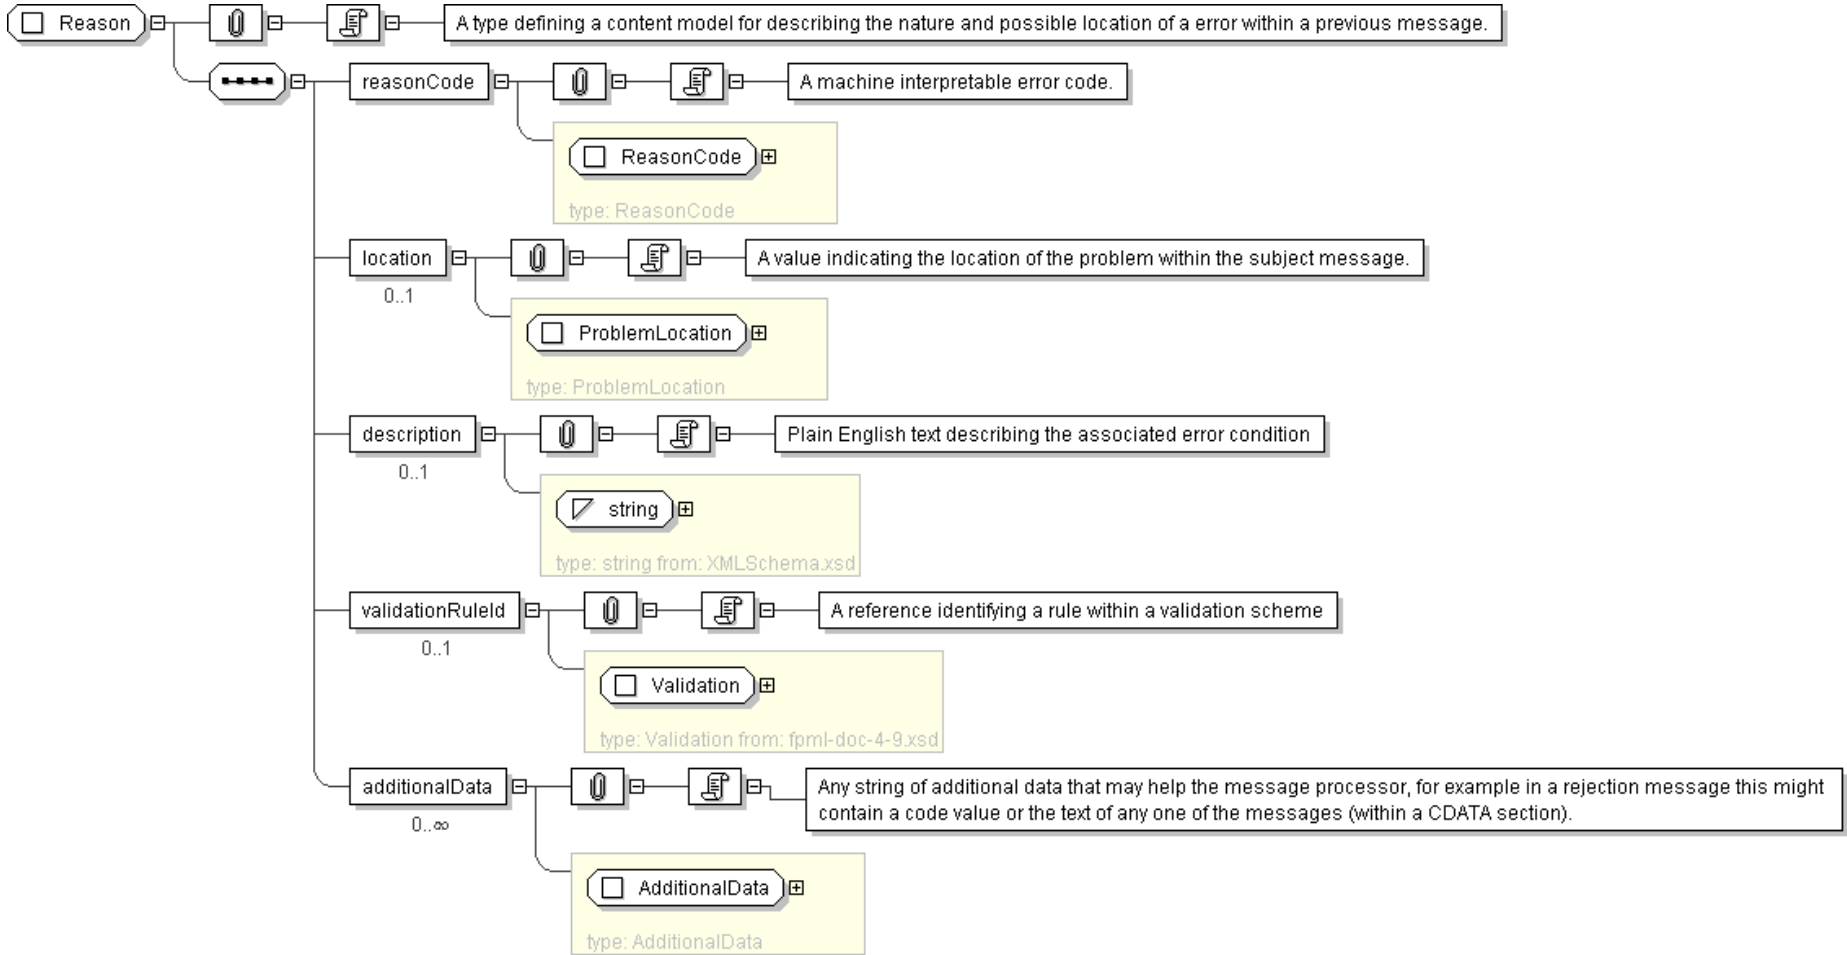 Reason
A type defining a content model for describing the nature and possible location of a error within a previous message.
reasonCode
A machine interpretable error code.
ReasonCode
type: ReasonCode
location
A value indicating the location of the problem within the subject message.
0..1
ProblemLocation
type: ProblemLocation
description
Plain English text describing the associated error condition
0..1
string
type: string from: XMLSchema.xsd
validationRuleId
A reference identifying a rule within a validation scheme
0..1
Validation
type: Validation from: fpml-doc-4-9.xsd
additionalData
Any string of additional data that may help the message processor, for example in a rejection message this might
contain a code value or the text of any one of the messages (within a CDATA section).
0..∞
AdditionalData
type: AdditionalData